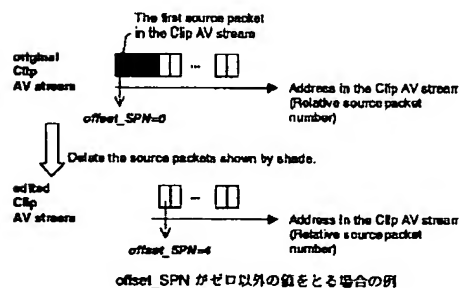 The first source packet
in the Clip AV stream
original
Clip
AV stream
...
Address in the Clip AV stream
(Relative source packet
number)
offset_SPN=0
Delete the source packets shown by shade.
edited
Clip
AV stream
...
Address in the Clip AV stream
(Relative source packet
number)
offset_SPN=4
offset_SPN がゼロ以外の値をとる場合の例